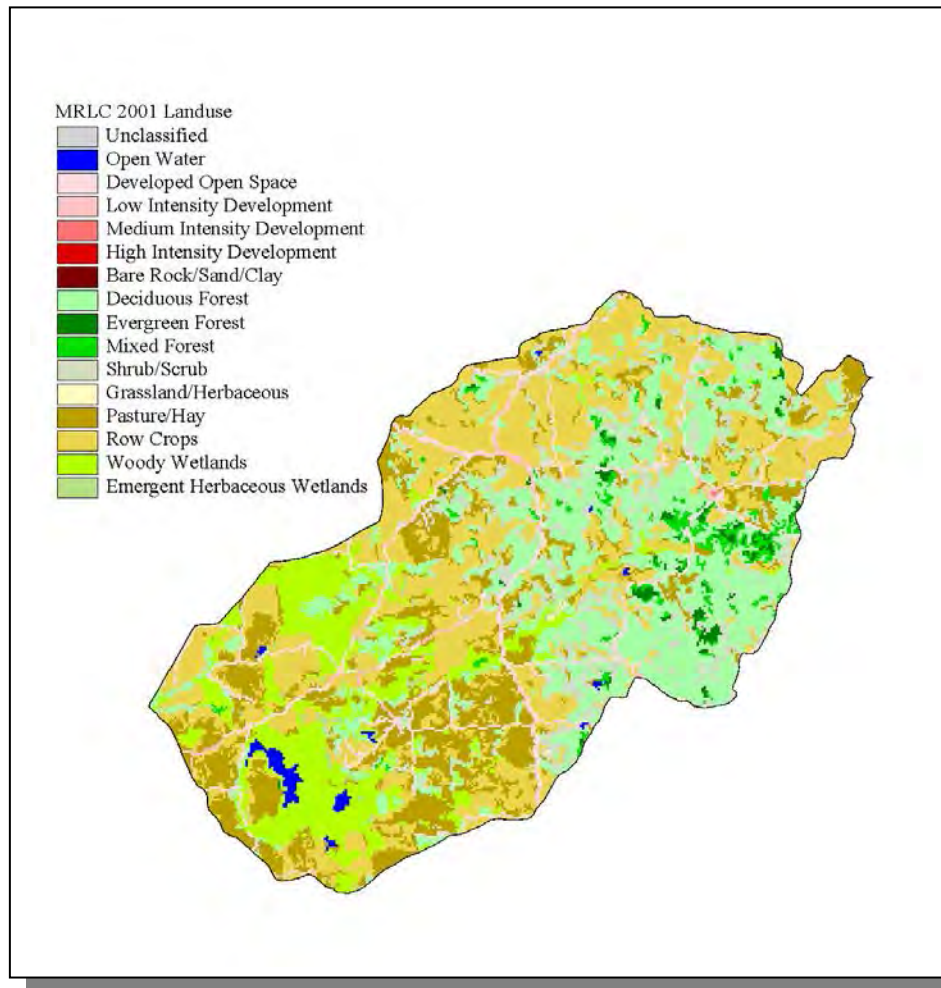 MRLC 2001 Landuse
Unclassified
Open Water
Developed Open Space
Low Intensity Development
Medium Intensity Development
High Intensity Development
Bare Rock/Sand/Clay
Deciduous Forest
Evergreen Forest
Mixed Forest
Shrub/Scrub
Grassland/Herbaceous
Pasture/Hay
Row Crops
Woody Wetlands
Emergent Herbaceous Wetlands